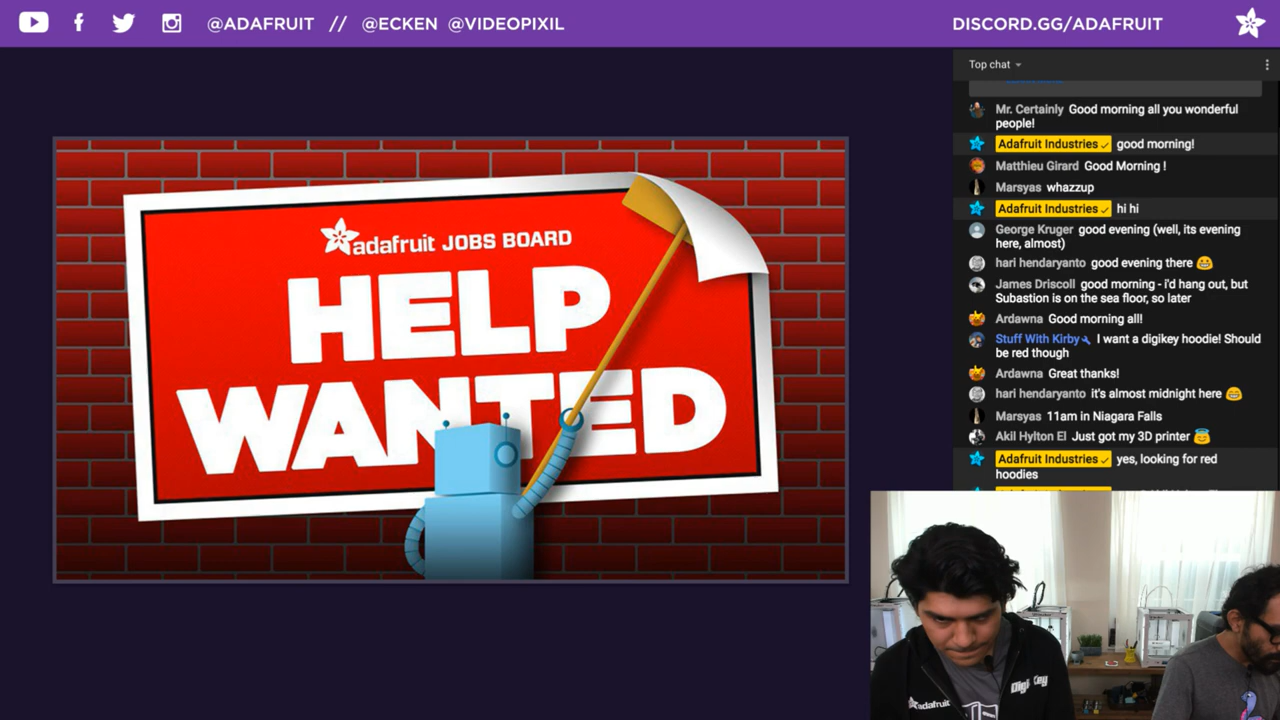 @ADAFRUIT // @ECKEN @VIDEOPIXIL
DISCORD.GG/ADAFRUIT
adafruit JOBS BOARD
HELP
WANTED
Top chat
Mr. Certainly Good morning all you wonderful
people!
Adafruit Industries good morning!
Matthieu Girard Good Morning !
Marsyas whazzup
Adafruit Industries hi hi
George Kruger good evening (well, its evening
here, almost)
hari hendaryanto good evening there
James Driscoll good morning - i'd hang out, but
Subastion is on the sea floor, so later
Ardawna Good morning all!
Stuff With Kirby I want a digikey hoodie! Should
be red though
Ardawna Great thanks!
hari hendaryanto it's almost midnight here
Marsyas 11am in Niagara Falls
Akil Hylton El Just got my 3D printer
Adafruit Industries yes, looking for red
hoodies
adafruit